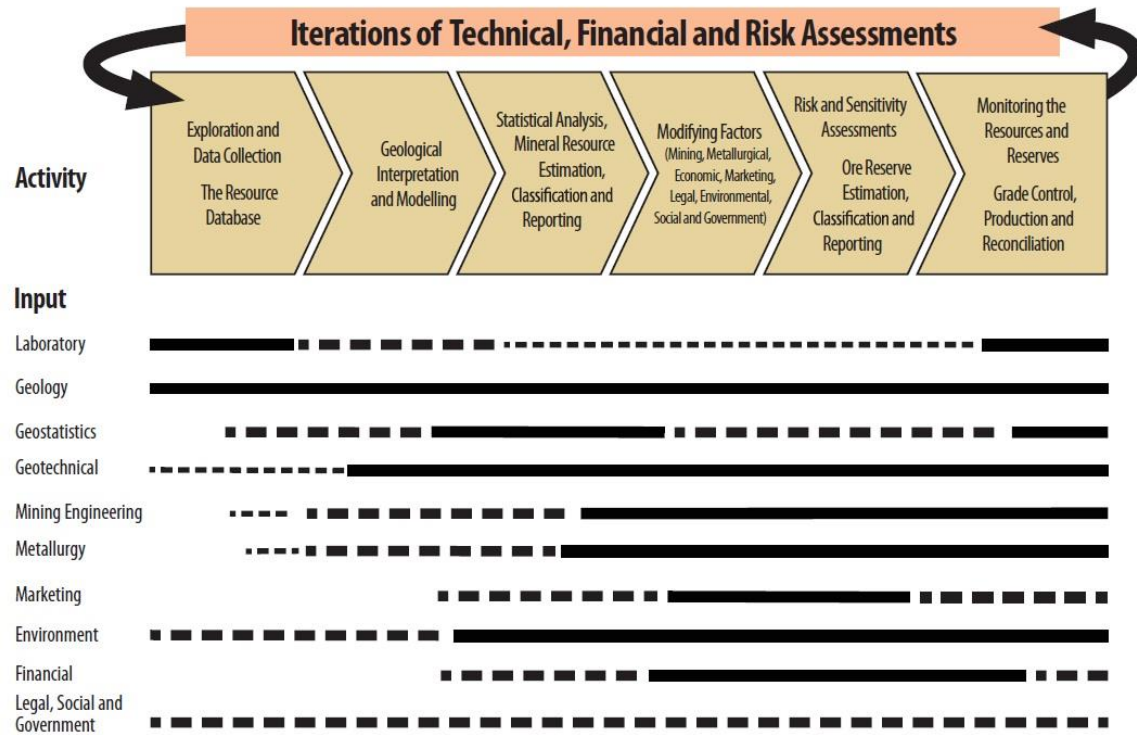 Iterations of Technical, Financial and Risk Assessments
Activity
Exploration and
Data Collection
The Resource
Database
Geological
Interpretation
and Modelling
Statistical Analysis,
Mineral Resource
Estimation,
Classification and
Reporting
Modifying Factors
(Mining, Metallurgical,
Economic, Marketing,
Legal, Environmental,
Social and Government)
Risk and Sensitivity
Assessments
Ore Reserve
Estimation,
Classification and
Reporting
Monitoring the
Resources and
Reserves
Grade Control,
Production and
Reconciliation
Input
Laboratory
Geology
Geostatistics
Geotechnical
Mining Engineering
Metallurgy
Marketing
Environment
Financial
Legal, Social and
Government